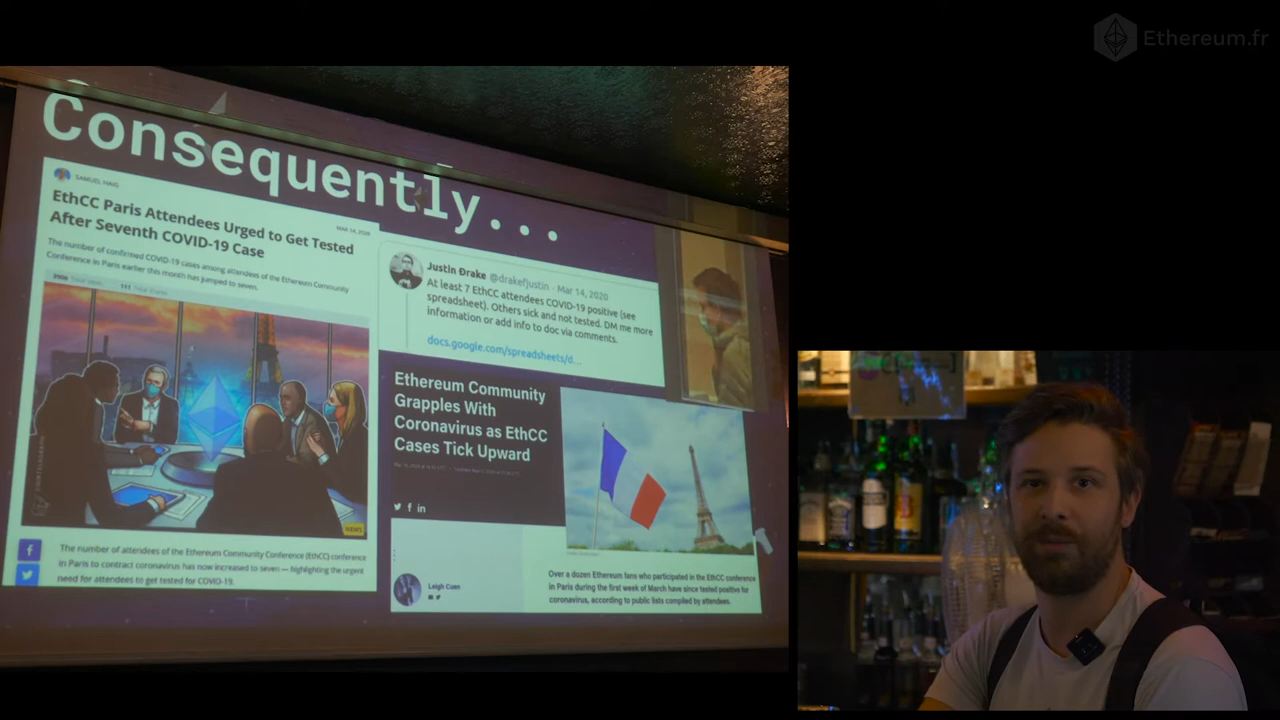 Ethereum.fr
Consequently...
SAMUEL HAIG
MAR 14, 2020
EthCC Paris Attendees Urged to Get Tested
After Seventh COVID-19 Case
The number of confirmed COVID-19 cases among attendees of the Ethereum Community
Conference in Paris earlier this month has jumped to seven.
NEWS
The number of attendees of the Ethereum Community Conference (EthCC) conference
in Paris to contract coronavirus has now increased to seven — highlighting the urgent
need for attendees to get tested for COVID-19.
Justin Ðrake @drakefjustin · Mar 14, 2020
At least 7 EthCC attendees COVID-19 positive (see
spreadsheet). Others sick and not tested. DM me more
information or add info to doc via comments.
docs.google.com/spreadsheets/d...
Ethereum Community
Grapples With
Coronavirus as EthCC
Cases Tick Upward
Leigh Cuen
Over a dozen Ethereum fans who participated in the EthCC conference
in Paris during the first week of March have since tested positive for
coronavirus, according to public lists compiled by attendees.